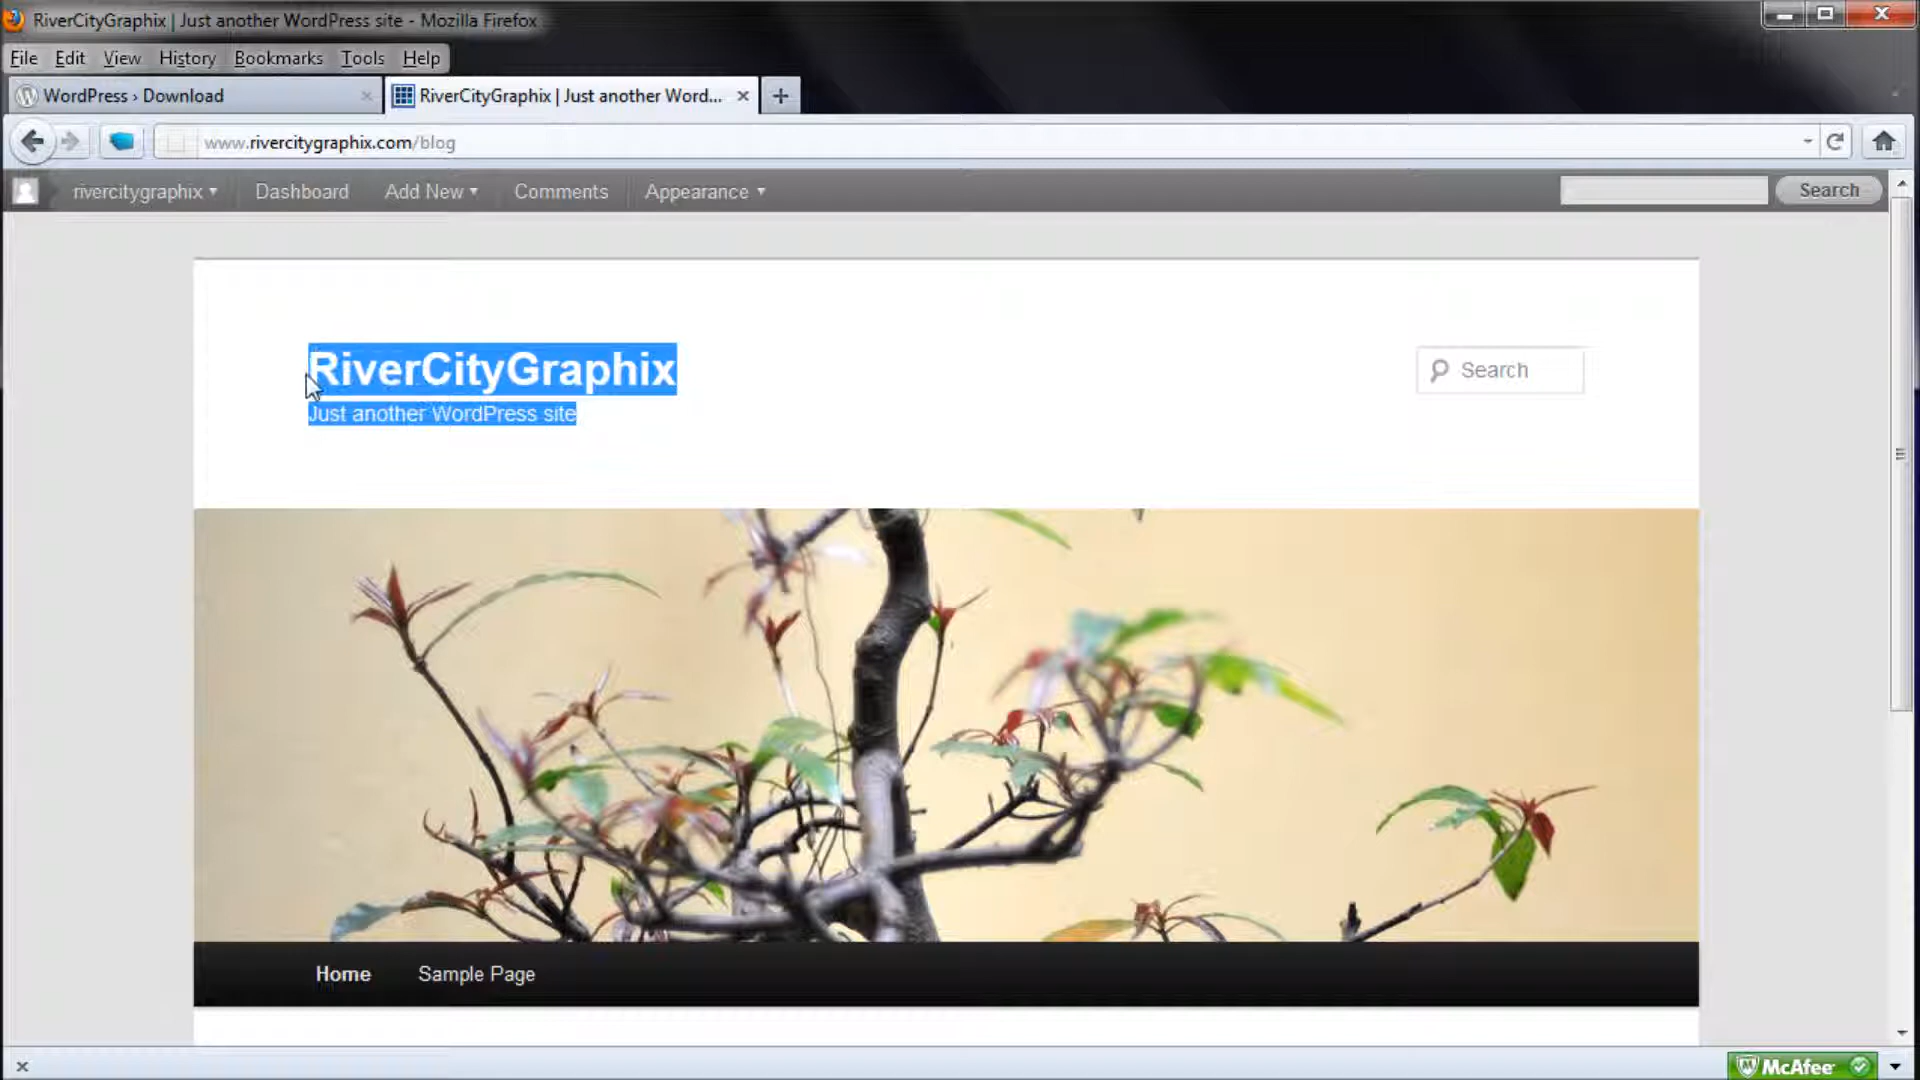 RiverCityGraphix | Just another WordPress site - Mozilla Firefox
File Edit View History Bookmarks Tools Help
WordPress › Download
RiverCityGraphix | Just another Word...
www.rivercitygraphix.com/blog
rivercitygraphix Dashboard Add New Comments Appearance Search
RiverCityGraphix
Search
Just another WordPress site
Home Sample Page
McAfee